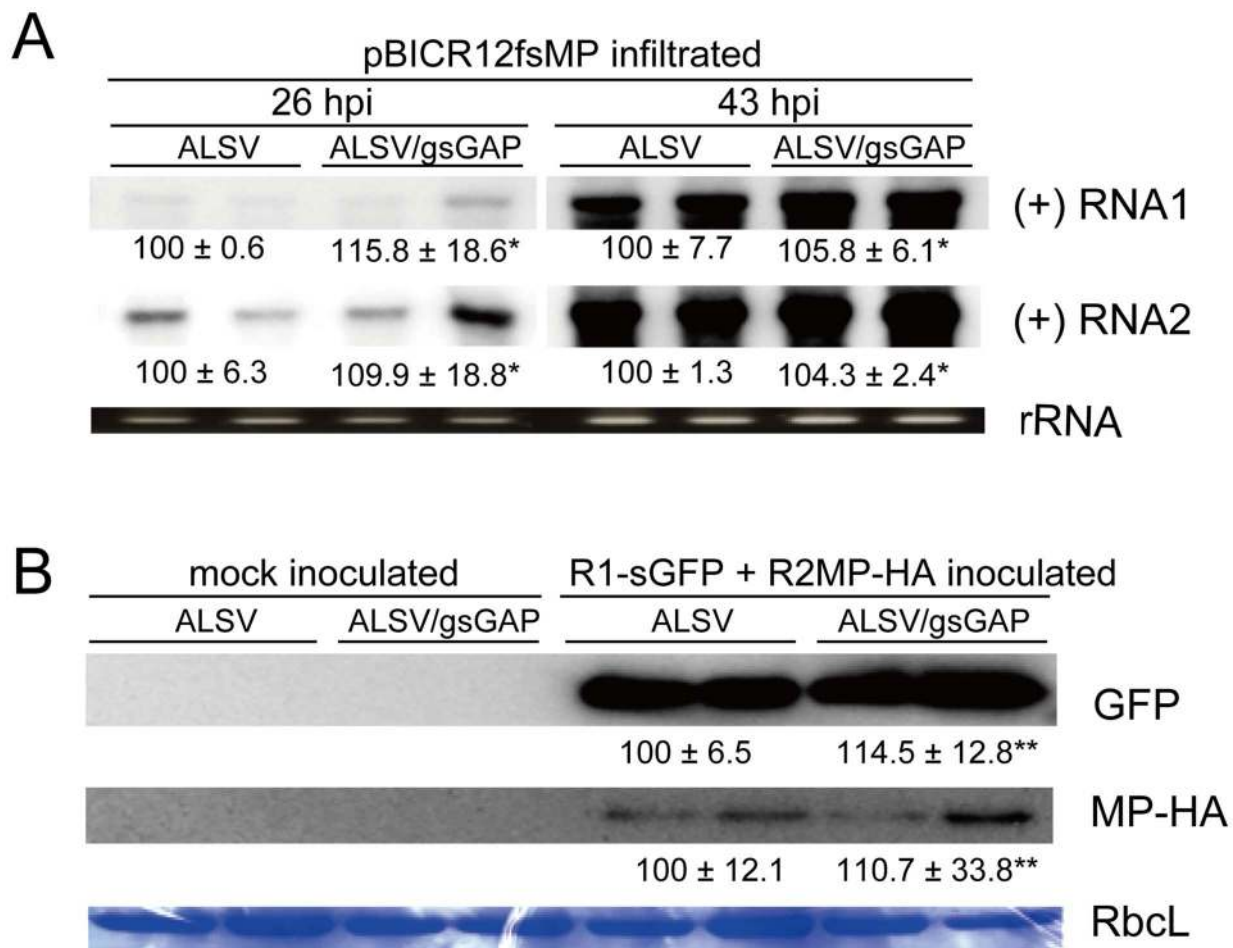 A
pBICR12fsMP infiltrated
26 hpi 43 hpi
ALSV ALSV/gsGAP ALSV ALSV/gsGAP
(+) RNA1
100 ± 0.6 115.8 ± 18.6* 100 ± 7.7 105.8 ± 6.1*
(+) RNA2
100 ± 6.3 109.9 ± 18.8* 100 ± 1.3 104.3 ± 2.4*
rRNA
B
mock inoculated R1-sGFP + R2MP-HA inoculated
ALSV ALSV/gsGAP ALSV ALSV/gsGAP
GFP
100 ± 6.5 114.5 ± 12.8**
MP-HA
100 ± 12.1 110.7 ± 33.8**
RbcL